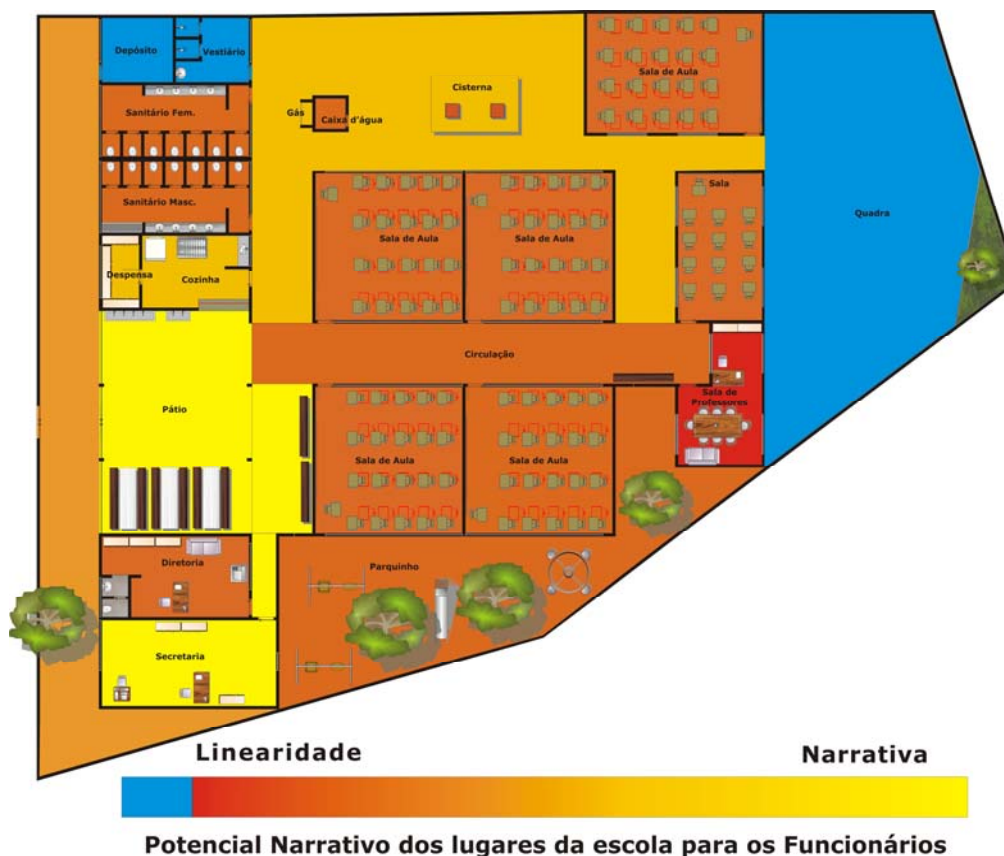 Depósito
Vestiário
Sala de Aula
Sanitário Fem.
Gás
Caixa d'água
Cisterna
Sanitário Masc.
Sala
Quadra
Sala de Aula
Sala de Aula
Despensa
Cozinha
Circulação
Pátio
Sala de
Professores
Sala de Aula
Sala de Aula
Diretoria
Parquinho
Secretaria
Linearidade
Narrativa
Potencial Narrativo dos lugares da escola para os Funcionários